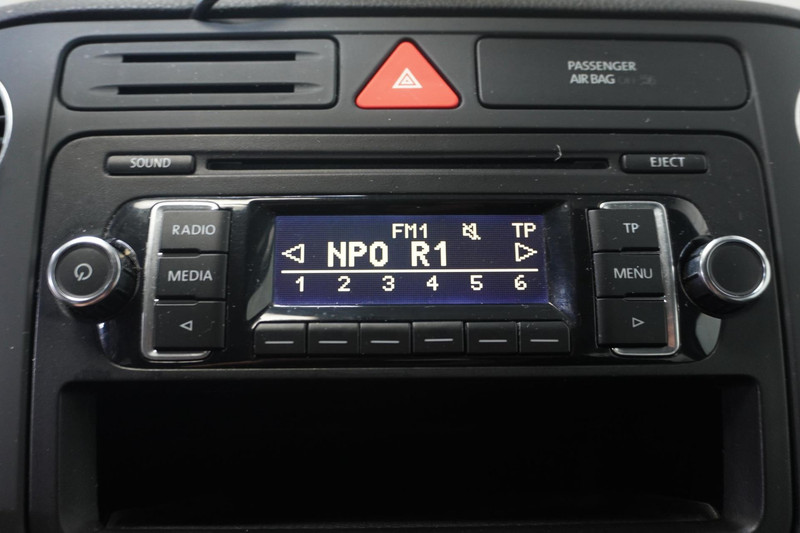 PASSENGER
AIR BAG OFF
SOUND
EJECT
RADIO
MEDIA
FM1 TP
NPO R1
1 2 3 4 5 6
TP
MENU